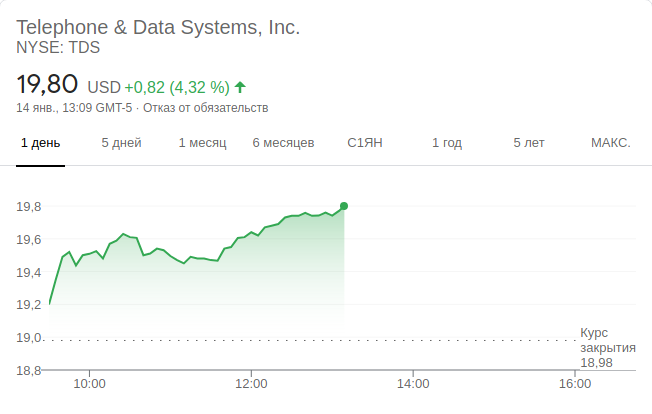 Telephone & Data Systems, Inc.
NYSE: TDS
19,80 USD +0,82 (4,32 %)
14 янв., 13:09 GMT-5 · Отказ от обязательств
1 день 5 дней 1 месяц 6 месяцев С1ЯН 1 год 5 лет МАКС.
19,8
19,6
19,4
19,2
19,0
Курс
закрытия
18,98
18,8
10:00 12:00 14:00 16:00